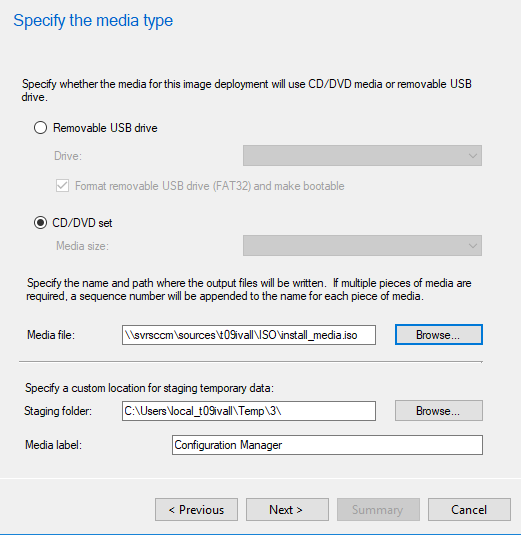 Specify the media type
Specify whether the media for this image deployment will use CD/DVD media or removable USB
drive.
Removable USB drive
Drive:
Format removable USB drive (FAT32) and make bootable
CD/DVD set
Media size:
Specify the name and path where the output files will be written.  If multiple pieces of media are
required, a sequence number will be appended to the name for each piece of media.
Media file: \\svrsccm\sources\t09ivall\ISO\install_media.iso Browse...
Specify a custom location for staging temporary data:
Staging folder: C:\Users\local_t09ivall\Temp\3\ Browse...
Media label: Configuration Manager
< Previous Next > Summary Cancel